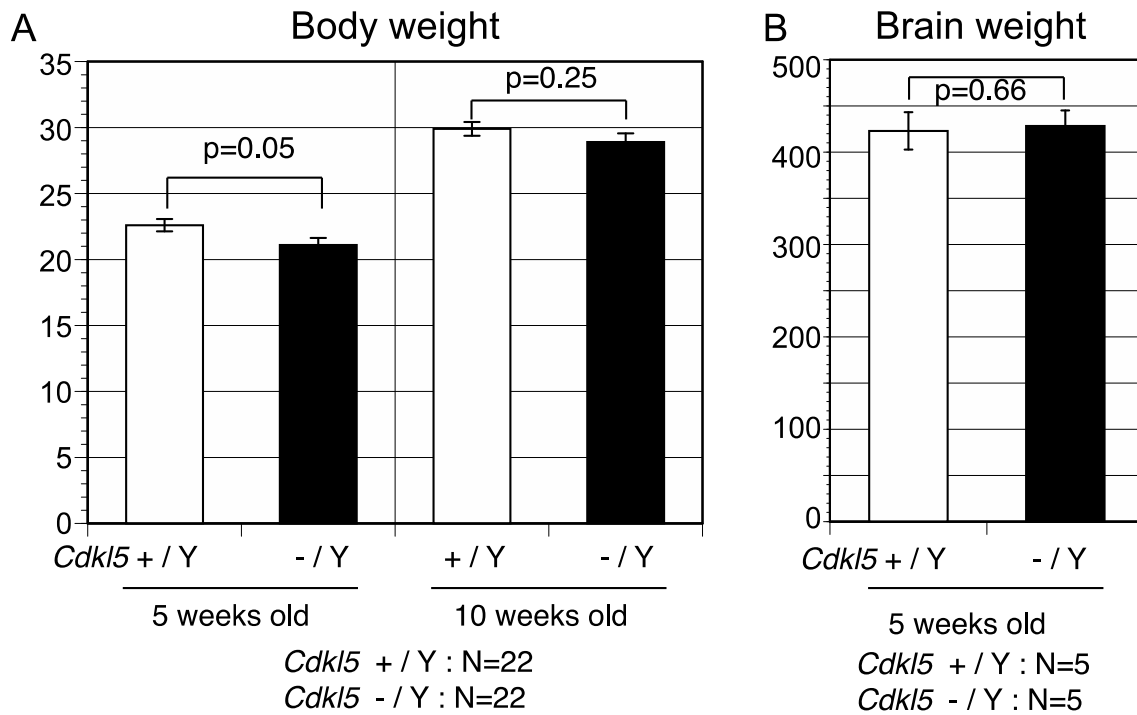 A Body weight
35
30
25
20
15
10
5
0
p=0.05
p=0.25
Cdkl5 + / Y - / Y + / Y - / Y
5 weeks old 10 weeks old
Cdkl5 + / Y : N=22
Cdkl5 - / Y : N=22
B Brain weight
500
400
300
200
100
0
p=0.66
Cdkl5 + / Y - / Y
5 weeks old
Cdkl5 + / Y : N=5
Cdkl5 - / Y : N=5